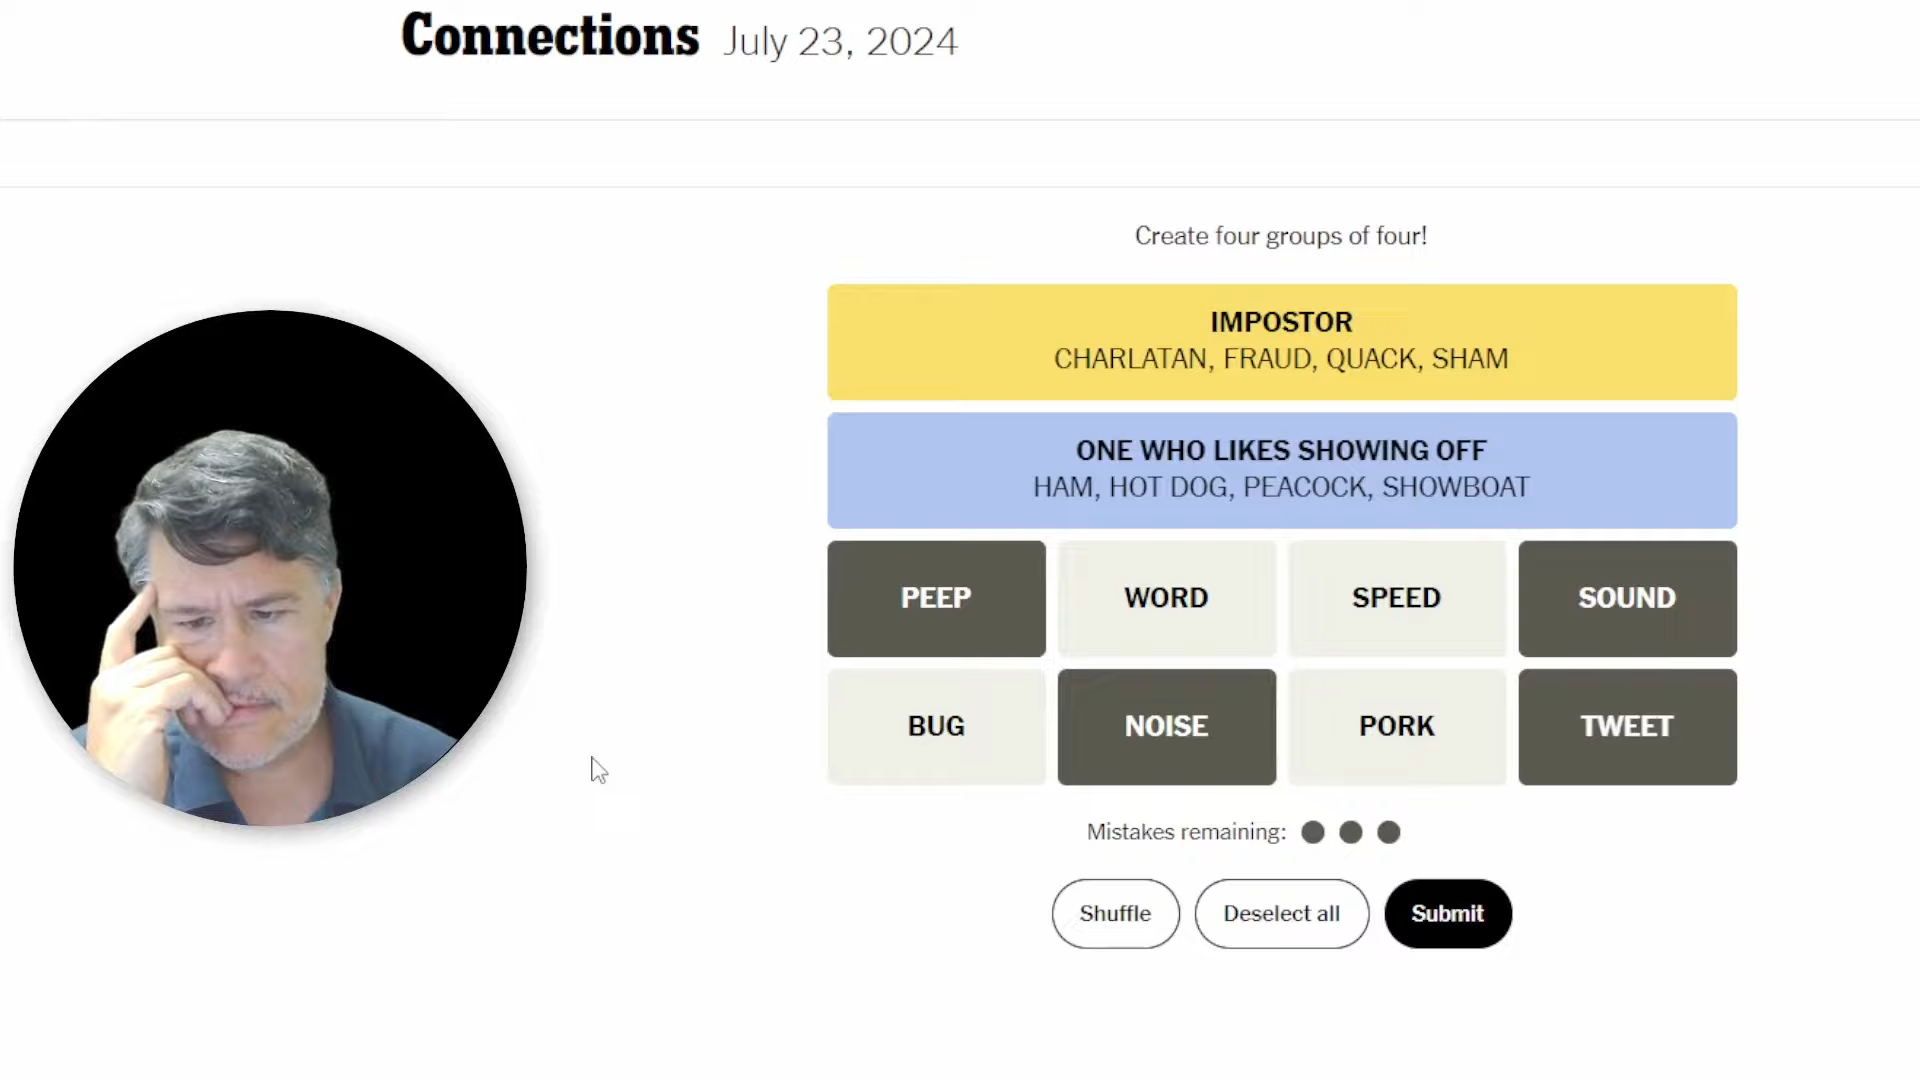 Connections July 23, 2024
Create four groups of four!
IMPOSTOR
CHARLATAN, FRAUD, QUACK, SHAM
ONE WHO LIKES SHOWING OFF
HAM, HOT DOG, PEACOCK, SHOWBOAT
PEEP WORD SPEED SOUND
BUG NOISE PORK TWEET
Mistakes remaining:
Shuffle Deselect all Submit